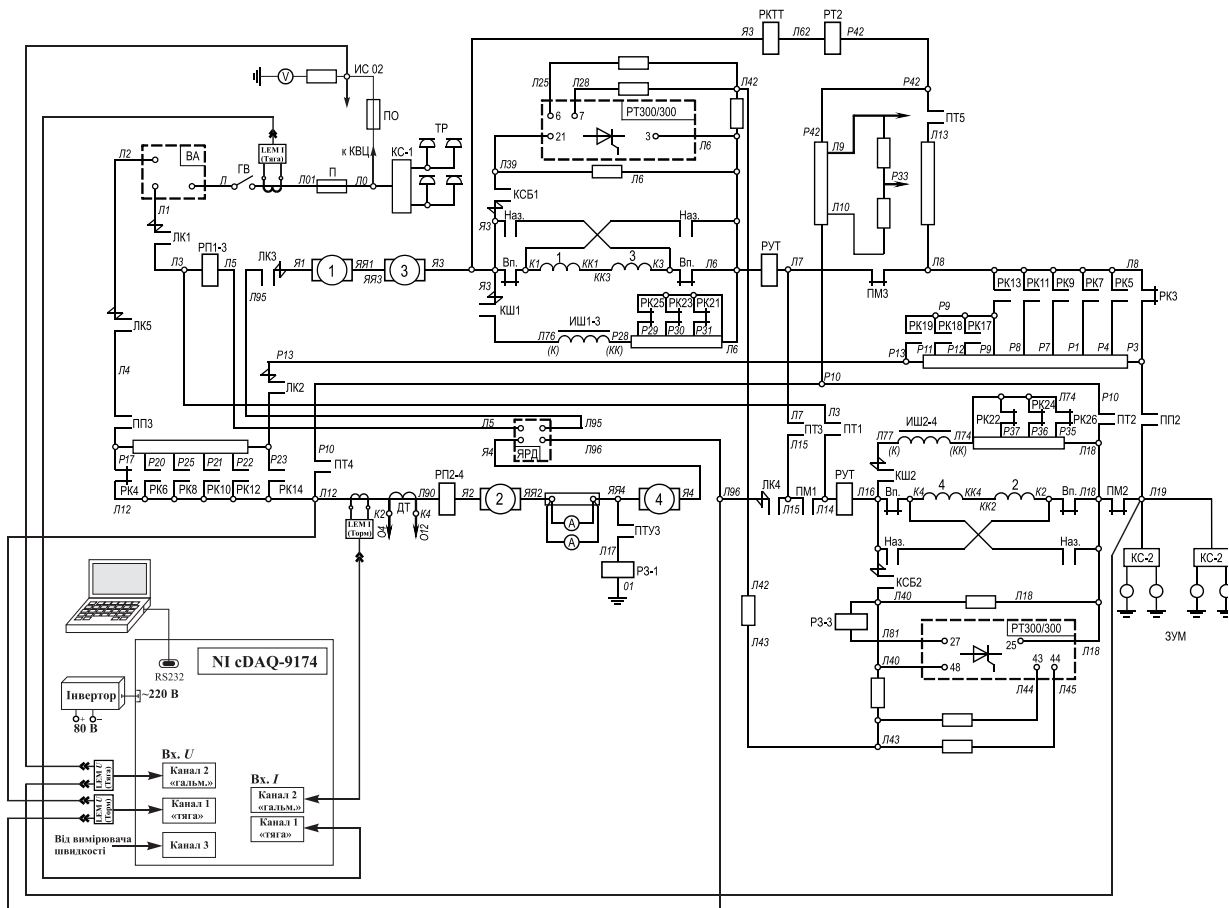 РКТТ
РТ2
Я3
Л62
Р42
ИС 02
V
ПО
Л25
Л28
Л42
РТ300/300
6
7
21
3
Л6
Р42
ПТ5
Р42
Л9
Л13
Р33
Л10
ТР
КС-1
к КВЦ
LEM I
(Тяга)
Л2
ВА
ГВ
П
Л
Л01
Л0
Л39
Л6
КСБ1
Л1
ЛК1
РП1-3
Л3
Л5
ЛК3
Л95
Я1
1
ЯЯ1
ЯЯ3
3
Я3
Я3
Наз.
Наз.
Вп.
К1
1
КК1
КК3
3
К3
Вп.
Л6
РУТ
Л7
ПМ3
Л8
Л8
Я3
КШ1
РК25
РК23
РК21
ИШ1-3
Л76
(К)
Р28
(КК)
Р29
Р30
Р31
Л6
РК13
РК11
РК9
РК7
РК5
РК3
Р9
РК19
РК18
РК17
Р13
Р11
Р12
Р9
Р8
Р7
Р1
Р4
Р3
ЛК5
Л4
Р13
ЛК2
Р10
ПП3
Р17
Р20
Р25
Р21
Р22
Р23
РК4
РК6
РК8
РК10
РК12
РК14
Л12
Р10
ПТ4
Л12
LEM I
(Торм)
К2
ДТ
К4
О4
О12
Л90
РП2-4
Я2
2
ЯЯ2
А
А
ЯЯ4
4
Я4
Л5
Л95
Я4
Л96
ЯРД
ПТУ3
Л17
РЗ-1
01
Л7
ПТ3
Л15
Л3
ПТ1
Л96
ЛК4
ПМ1
Л15
Л14
РУТ
Л16
ИШ2-4
Л77
(К)
Л74
(КК)
РК22
РК24
РК26
Л74
Р37
Р36
Р35
Л18
Р10
ПТ2
ПП2
КШ2
Вп.
К4
4
КК4
КК2
2
К2
Вп.
Л18
ПМ2
Л19
Наз.
Наз.
КСБ2
Л40
Л18
РЗ-3
Л81
27
25
РТ300/300
Л40
48
43
44
Л18
Л44
Л45
Л42
Л43
Л43
КС-2
КС-2
ЗУМ
NI cDAQ-9174
RS232
Інвертор
~220 В
+
–
80 В
Вх. U
Вх. I
LEM U
(Тяга)
LEM U
(Торм)
Канал 2
«гальм.»
Канал 1
«тяга»
Канал 3
Канал 2
«гальм.»
Канал 1
«тяга»
Від вимірювача
швидкості